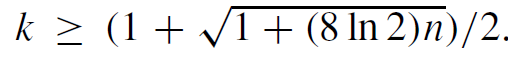 k ≥ (1 + √1 + (8 ln 2)n)/2.